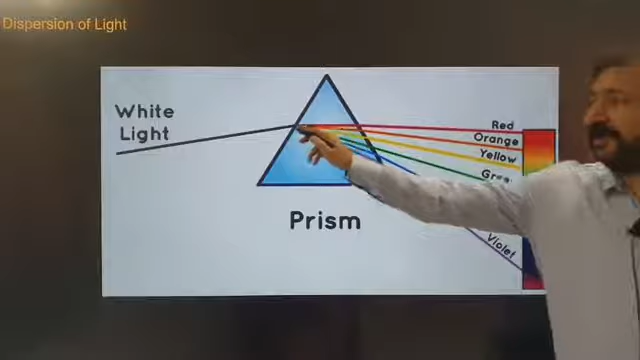 Dispersion of Light
White
Light
Red
Orange
Yellow
Violet
Prism